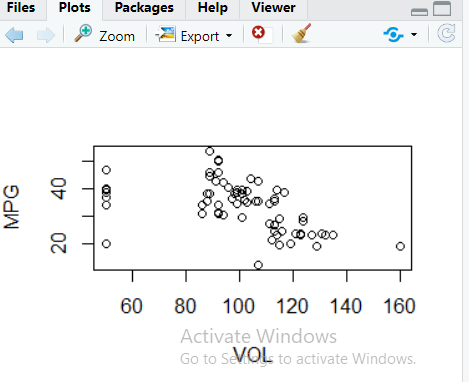 Files Plots Packages Help Viewer
Zoom Export
MPG
40
20
60 80 100 120 140 160
Activate Windows
VOL
Go to Settings to activate Windows.